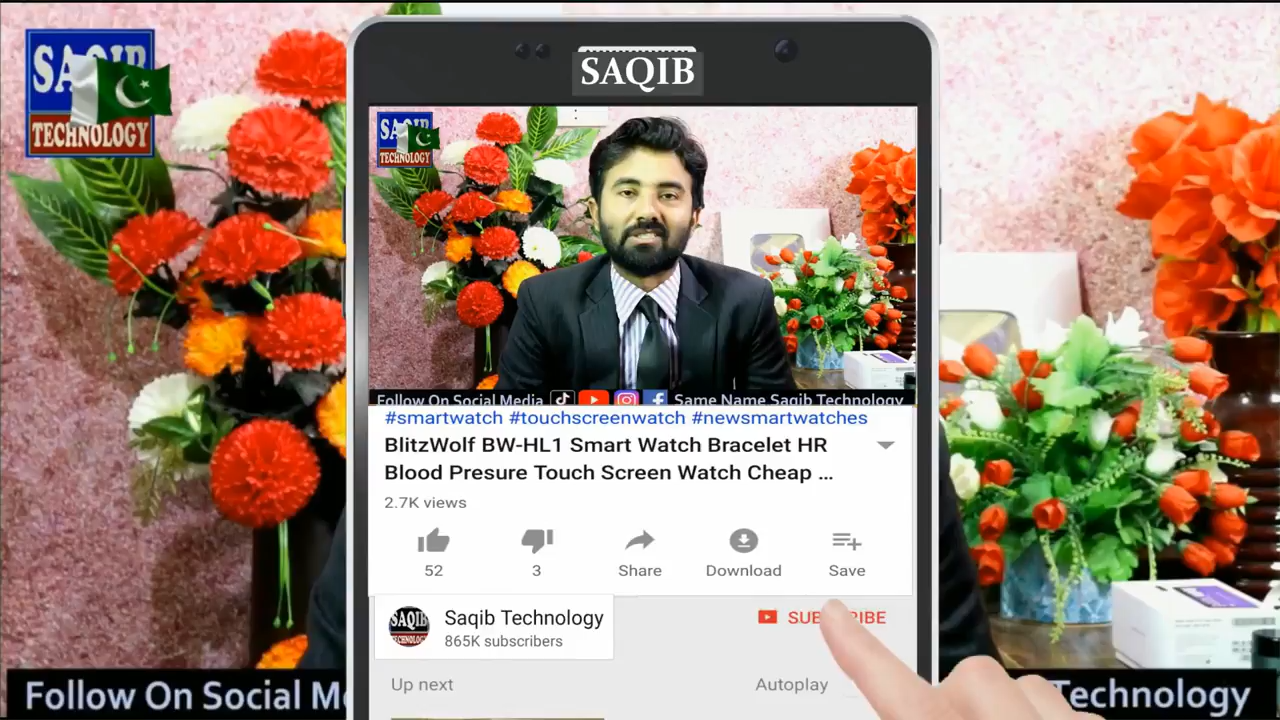 SAQIB
TECHNOLOGY
SAQIB
TECHNOLOGY
Follow On Social Media
Same Name Saqib Technology
#smartwatch #touchscreenwatch #newsmartwatches
BlitzWolf BW-HL1 Smart Watch Bracelet HR
Blood Presure Touch Screen Watch Cheap ...
2.7K views
52
3
Share
Download
Save
SAQIB
TECHNOLOGY
Saqib Technology
865K subscribers
Up next
Autoplay
Follow On Social
Technology